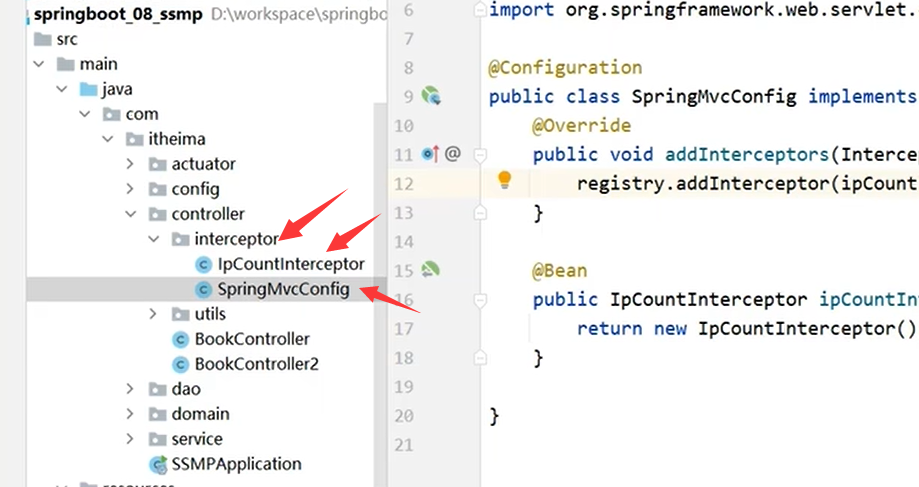 springboot_08_ssmp D:\workspace\springbo
src
main
java
com
itheima
actuator
config
controller
interceptor
IpCountInterceptor
SpringMvcConfig
utils
BookController
BookController2
dao
domain
service
SSMPApplication
6 import org.springframework.web.servlet.
7
8 @Configuration
9 public class SpringMvcConfig implements
10 @Override
11 @ public void addInterceptors(Interce
12 registry.addInterceptor(ipCount
13 }
14
15 @Bean
16 public IpCountInterceptor ipCountIn
17 return new IpCountInterceptor()
18 }
19
20 }
21